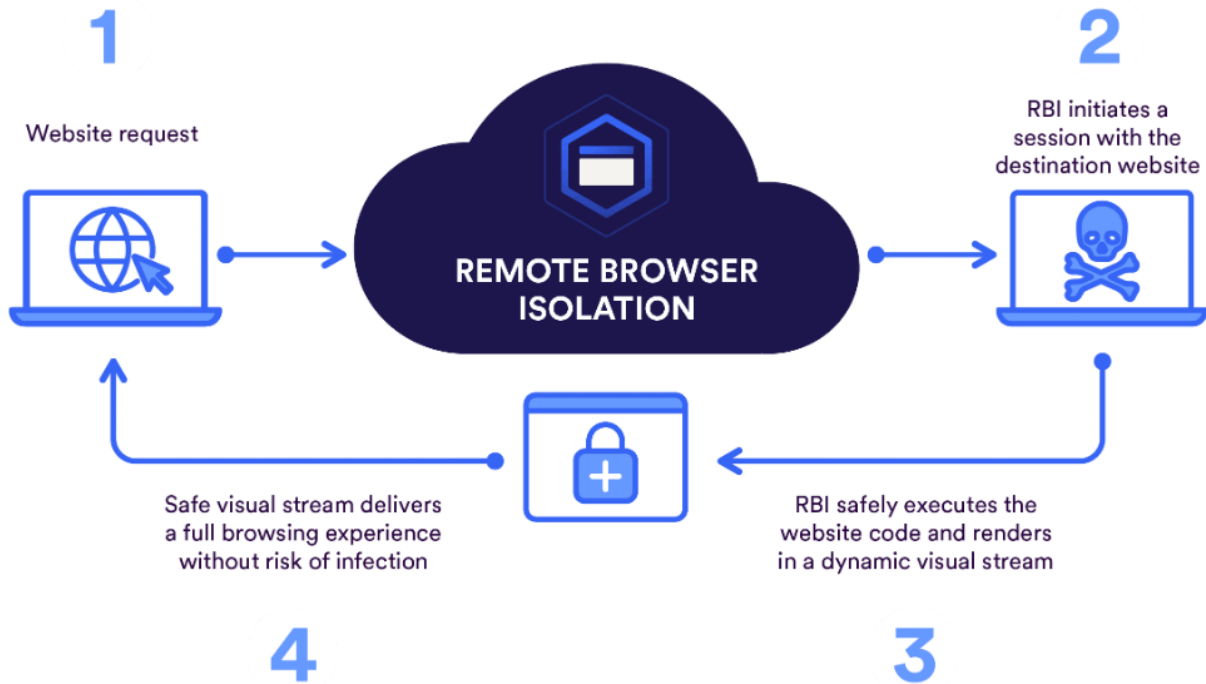 1
Website request
REMOTE BROWSER
ISOLATION
2
RBI initiates a
session with the
destination website
RBI safely executes the
website code and renders
in a dynamic visual stream
3
Safe visual stream delivers
a full browsing experience
without risk of infection
4